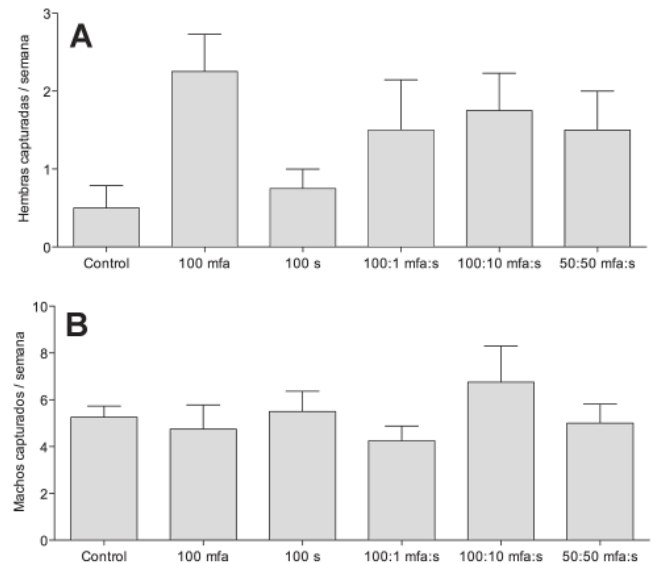 A
Hembras capturadas / semana
3
2
1
0
Control 100 mfa 100 s 100:1 mfa:s 100:10 mfa:s 50:50 mfa:s
B
Machos capturados / semana
10
8
6
4
2
0
Control 100 mfa 100 s 100:1 mfa:s 100:10 mfa:s 50:50 mfa:s